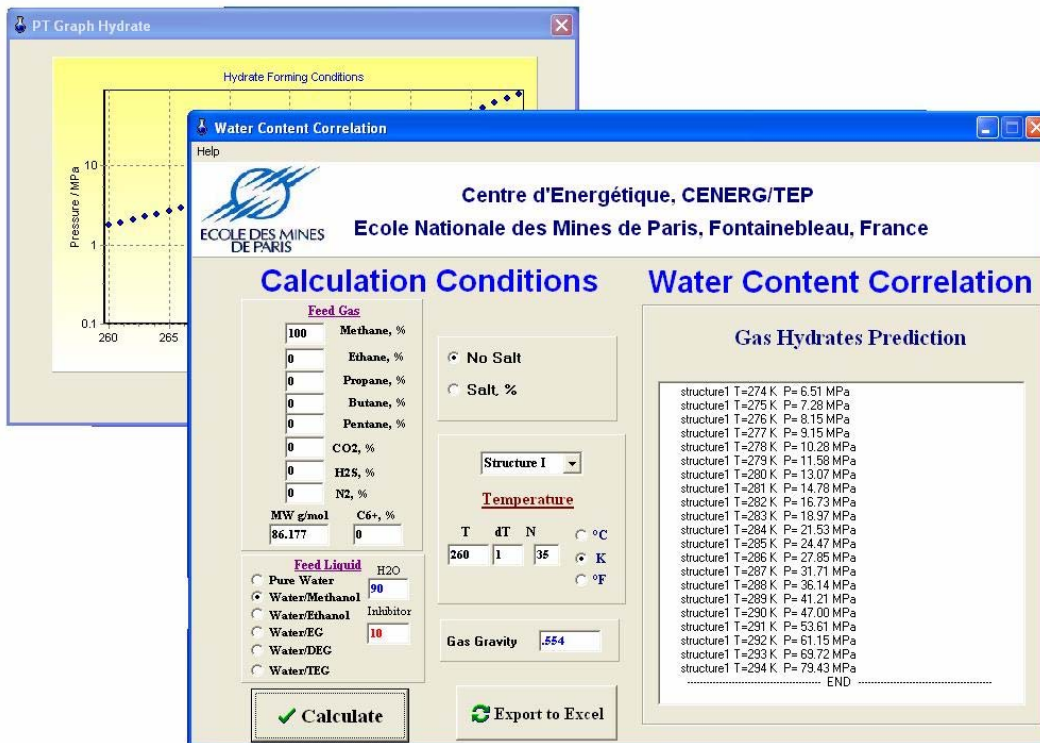 PT Graph Hydrate
Hydrate Forming Conditions
Pressure / MPa
10
1
0.1
260
265
Water Content Correlation
Help
ECOLE DES MINES
DE PARIS
Centre d'Energétique, CENERG/TEP
Ecole Nationale des Mines de Paris, Fontainebleau, France
Calculation Conditions
Feed Gas
100 Methane, %
0 Ethane, %
0 Propane, %
0 Butane, %
0 Pentane, %
0 CO2, %
0 H2S, %
0 N2, %
MW g/mol C6+, %
86.177 0
Feed Liquid
H2O
Pure Water
90
Water/Methanol
Water/Ethanol
Inhibitor
Water/EG
10
Water/DEG
Water/TEG
Calculate
No Salt
Salt, %
Structure I
Temperature
T dT N
260 1 35
°C
K
°F
Gas Gravity .554
Export to Excel
Water Content Correlation
Gas Hydrates Prediction
structure1 T=274 K P= 6.51 MPa
structure1 T=275 K P= 7.28 MPa
structure1 T=276 K P= 8.15 MPa
structure1 T=277 K P= 9.15 MPa
structure1 T=278 K P= 10.28 MPa
structure1 T=279 K P= 11.58 MPa
structure1 T=280 K P= 13.07 MPa
structure1 T=281 K P= 14.78 MPa
structure1 T=282 K P= 16.73 MPa
structure1 T=283 K P= 18.97 MPa
structure1 T=284 K P= 21.53 MPa
structure1 T=285 K P= 24.47 MPa
structure1 T=286 K P= 27.85 MPa
structure1 T=287 K P= 31.71 MPa
structure1 T=288 K P= 36.14 MPa
structure1 T=289 K P= 41.21 MPa
structure1 T=290 K P= 47.00 MPa
structure1 T=291 K P= 53.61 MPa
structure1 T=292 K P= 61.15 MPa
structure1 T=293 K P= 69.72 MPa
structure1 T=294 K P= 79.43 MPa
---------------------------------- END ----------------------------------